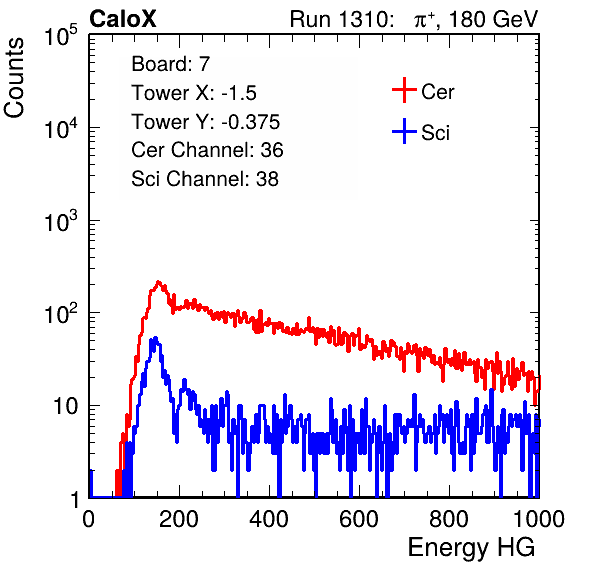 CaloX Run 1310: π⁺, 180 GeV
Counts
10⁵
10⁴
10³
10²
10
1
Board: 7
Tower X: -1.5
Tower Y: -0.375
Cer Channel: 36
Sci Channel: 38
Cer
Sci
0 200 400 600 800 1000
Energy HG